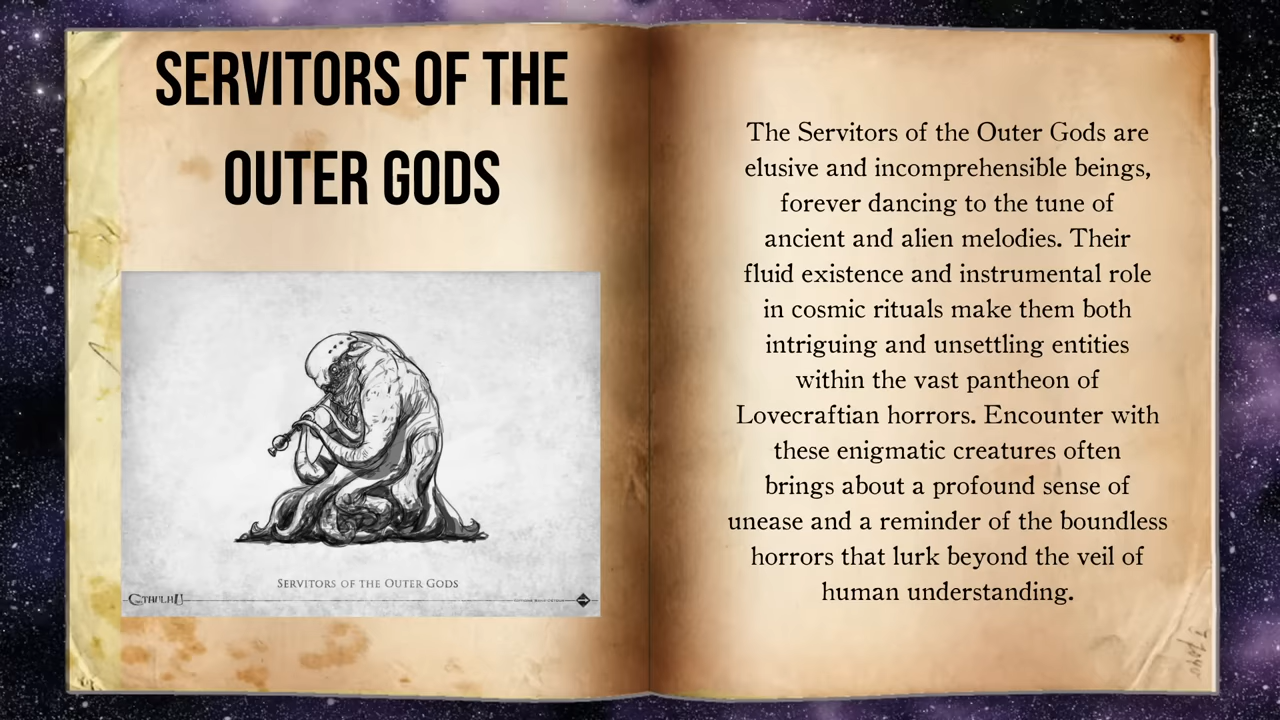 SERVITORS OF THE
OUTER GODS
SERVITORS OF THE OUTER GODS
CTHULHU
The Servitors of the Outer Gods are
elusive and incomprehensible beings,
forever dancing to the tune of
ancient and alien melodies. Their
fluid existence and instrumental role
in cosmic rituals make them both
intriguing and unsettling entities
within the vast pantheon of
Lovecraftian horrors. Encounter with
these enigmatic creatures often
brings about a profound sense of
unease and a reminder of the boundless
horrors that lurk beyond the veil of
human understanding.